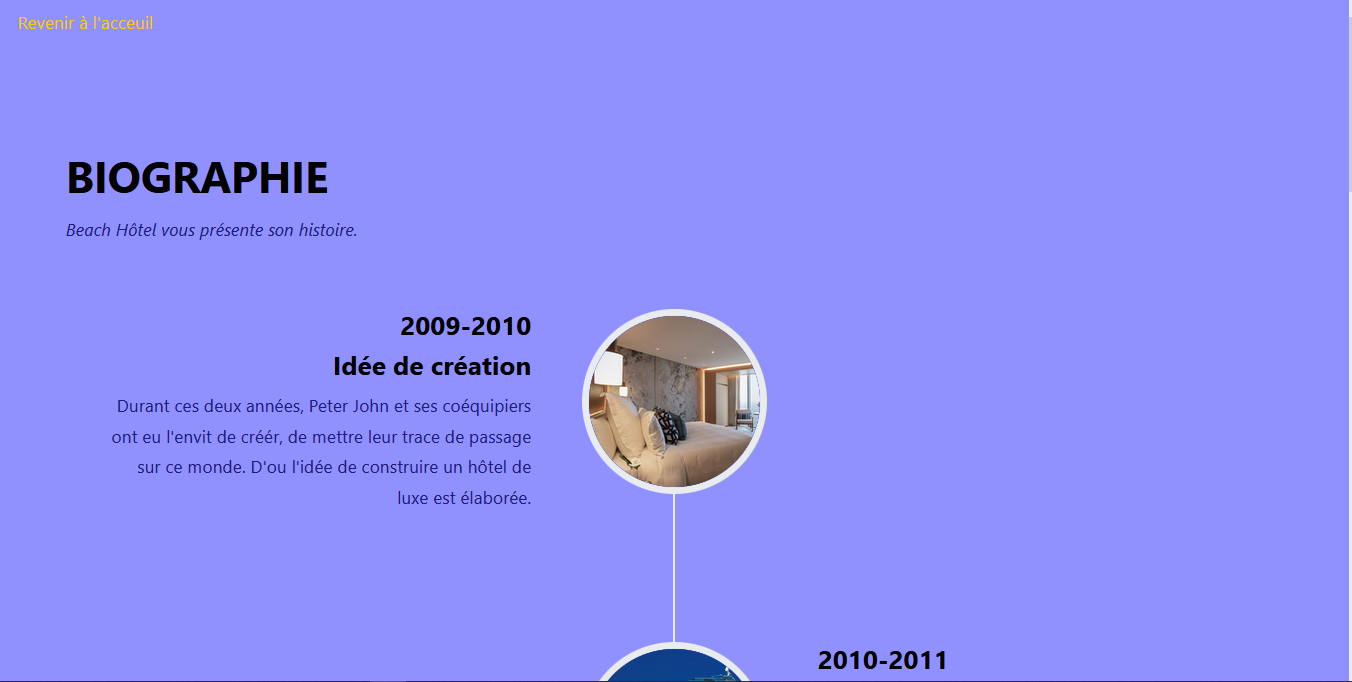 Revenir à l'acceuil
BIOGRAPHIE
Beach Hôtel vous présente son histoire.
2009-2010
Idée de création
Durant ces deux années, Peter John et ses coéquipiers
ont eu l'envit de créér, de mettre leur trace de passage
sur ce monde. D'ou l'idée de construire un hôtel de
luxe est élaborée.
2010-2011